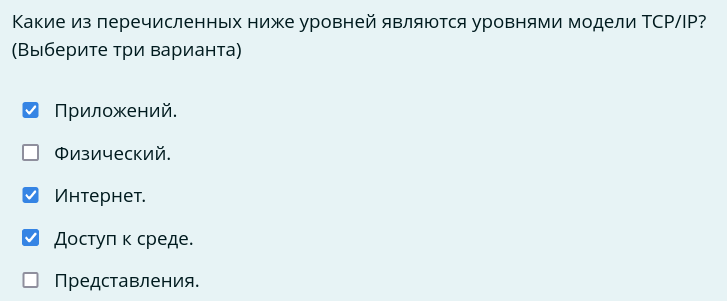 Какие из перечисленных ниже уровней являются уровнями модели TCP/IP?
(Выберите три варианта)
Приложений.
Физический.
Интернет.
Доступ к среде.
Представления.